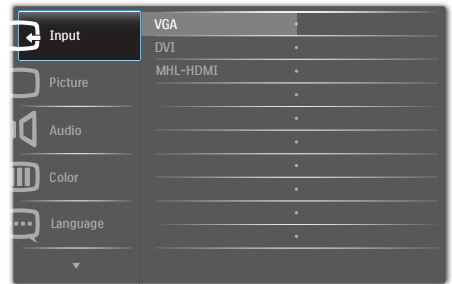 Input
Picture
Audio
Color
Language
VGA
DVI
MHL-HDMI